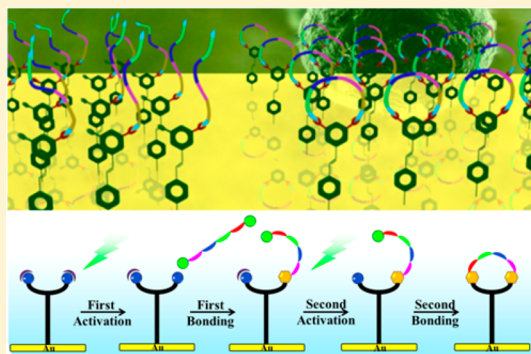 First
Activation
First
Bonding
Second
Activation
Second
Bonding
Au
Au
Au
Au
Au